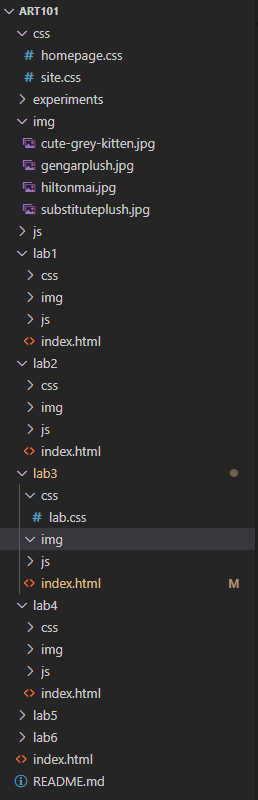 ART101
css
# homepage.css
# site.css
experiments
img
cute-grey-kitten.jpg
gengarplush.jpg
hiltonmai.jpg
substituteplush.jpg
js
lab1
css
img
js
<> index.html
lab2
css
img
js
<> index.html
lab3
css
# lab.css
img
js
<> index.html M
lab4
css
img
js
<> index.html
lab5
lab6
<> index.html
README.md